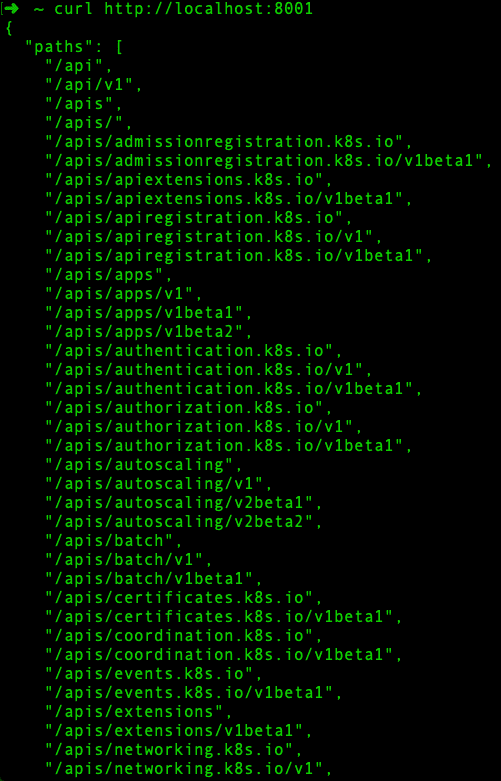 ~ curl http://localhost:8001
{
"paths": [
"/api",
"/api/v1",
"/apis",
"/apis/",
"/apis/admissionregistration.k8s.io",
"/apis/admissionregistration.k8s.io/v1beta1",
"/apis/apiextensions.k8s.io",
"/apis/apiextensions.k8s.io/v1beta1",
"/apis/apiregistration.k8s.io",
"/apis/apiregistration.k8s.io/v1",
"/apis/apiregistration.k8s.io/v1beta1",
"/apis/apps",
"/apis/apps/v1",
"/apis/apps/v1beta1",
"/apis/apps/v1beta2",
"/apis/authentication.k8s.io",
"/apis/authentication.k8s.io/v1",
"/apis/authentication.k8s.io/v1beta1",
"/apis/authorization.k8s.io",
"/apis/authorization.k8s.io/v1",
"/apis/authorization.k8s.io/v1beta1",
"/apis/autoscaling",
"/apis/autoscaling/v1",
"/apis/autoscaling/v2beta1",
"/apis/autoscaling/v2beta2",
"/apis/batch",
"/apis/batch/v1",
"/apis/batch/v1beta1",
"/apis/certificates.k8s.io",
"/apis/certificates.k8s.io/v1beta1",
"/apis/coordination.k8s.io",
"/apis/coordination.k8s.io/v1beta1",
"/apis/events.k8s.io",
"/apis/events.k8s.io/v1beta1",
"/apis/extensions",
"/apis/extensions/v1beta1",
"/apis/networking.k8s.io",
"/apis/networking.k8s.io/v1",